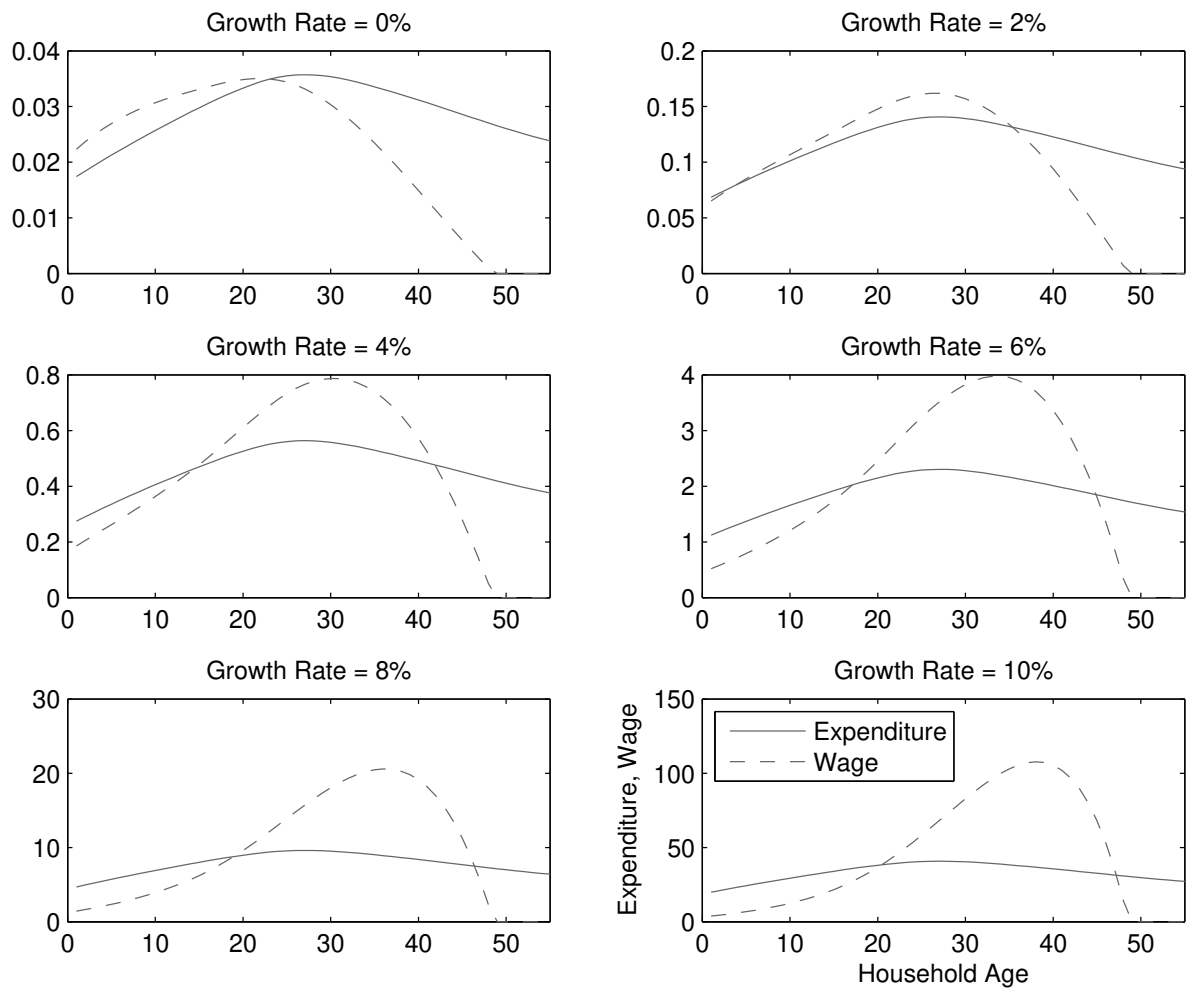 Growth Rate = 0%
0.04
0.03
0.02
0.01
0
0 10 20 30 40 50
Growth Rate = 2%
0.2
0.15
0.1
0.05
0
0 10 20 30 40 50
Growth Rate = 4%
0.8
0.6
0.4
0.2
0
0 10 20 30 40 50
Growth Rate = 6%
4
3
2
1
0
0 10 20 30 40 50
Growth Rate = 8%
30
20
10
0
0 10 20 30 40 50
Growth Rate = 10%
Expenditure, Wage
150
100
50
0
Expenditure
Wage
0 10 20 30 40 50
Household Age